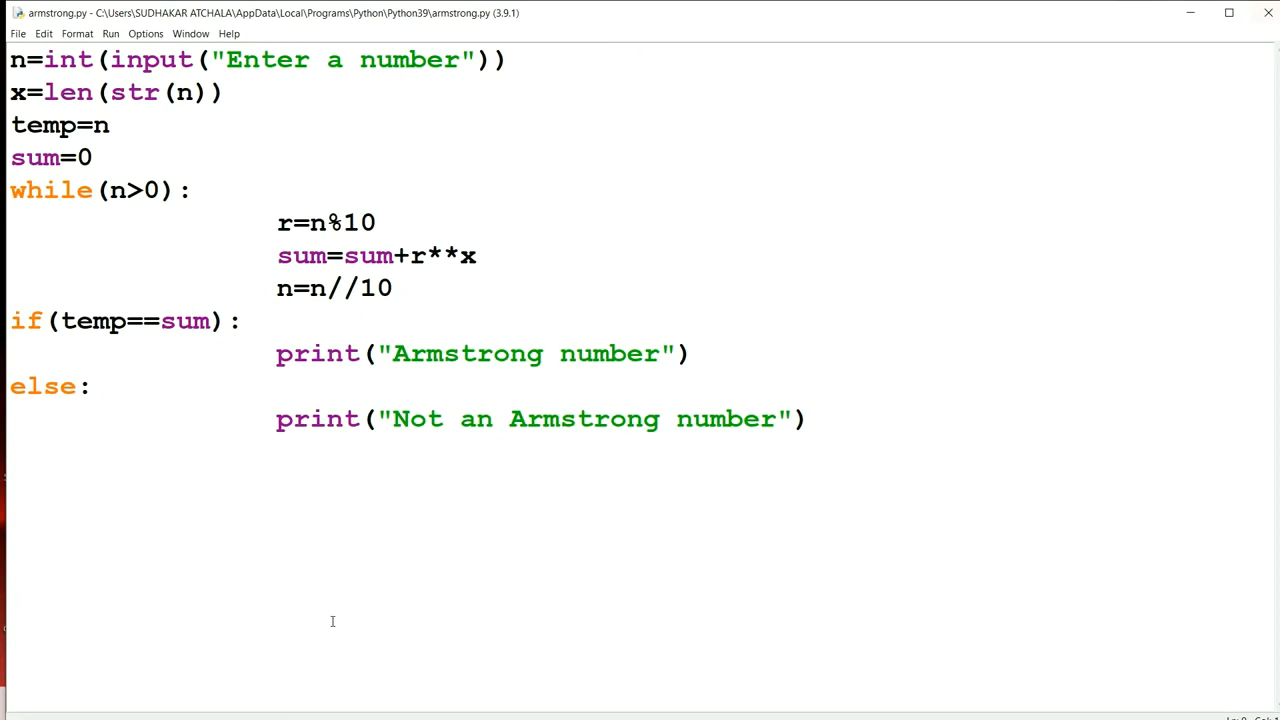 armstrong.py - C:\Users\SUDHAKAR ATCHALA\AppData\Local\Programs\Python\Python39\armstrong.py (3.9.1)
File Edit Format Run Options Window Help
n=int(input("Enter a number"))
x=len(str(n))
temp=n
sum=0
while(n>0):
r=n%10
sum=sum+r**x
n=n//10
if(temp==sum):
print("Armstrong number")
else:
print("Not an Armstrong number")